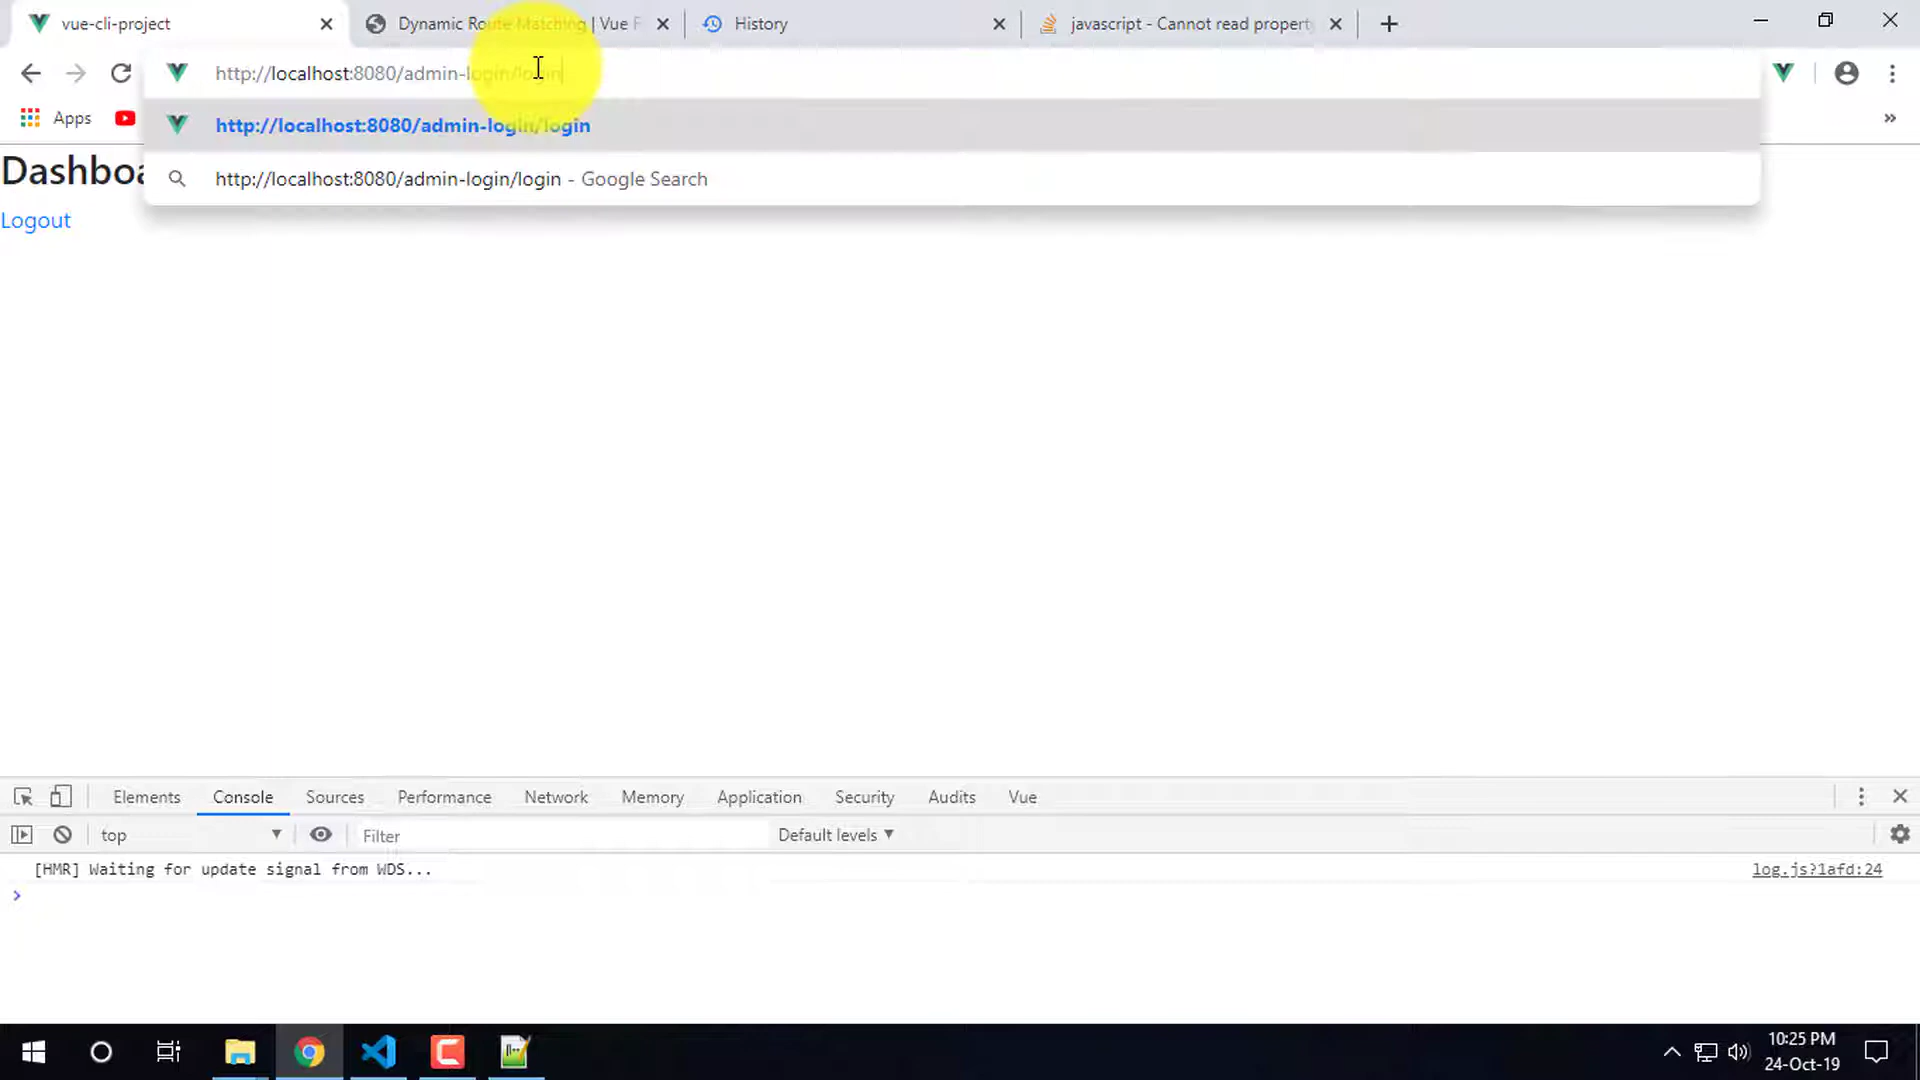 vue-cli-project
Dynamic Route Matching | Vue
History
javascript - Cannot read property
http://localhost:8080/admin-login/login
Apps
http://localhost:8080/admin-login/login
http://localhost:8080/admin-login/login - Google Search
Dashboa
Logout
Elements Console Sources Performance Network Memory Application Security Audits Vue
top Filter Default levels
[HMR] Waiting for update signal from WDS... log.js?1afd:24
10:25 PM
24-Oct-19